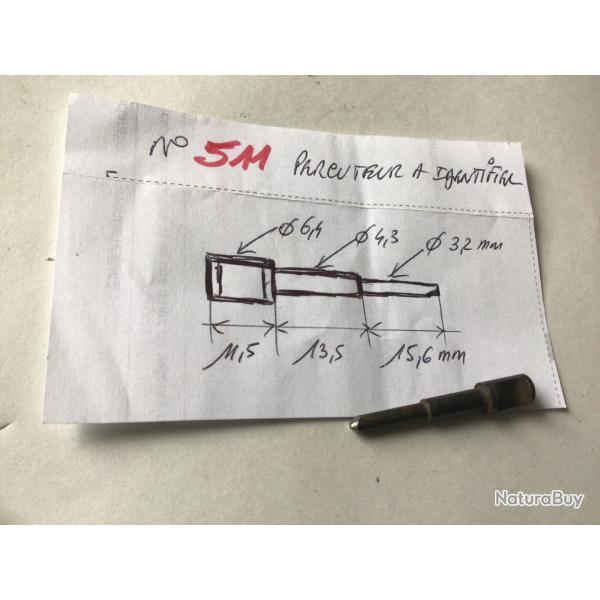 N° 511 PERCUTEUR A IDENTIFIER
Ø 6,4 Ø 4,3 Ø 3,2 mm
11,5 13,5 15,6 mm
NaturaBuy